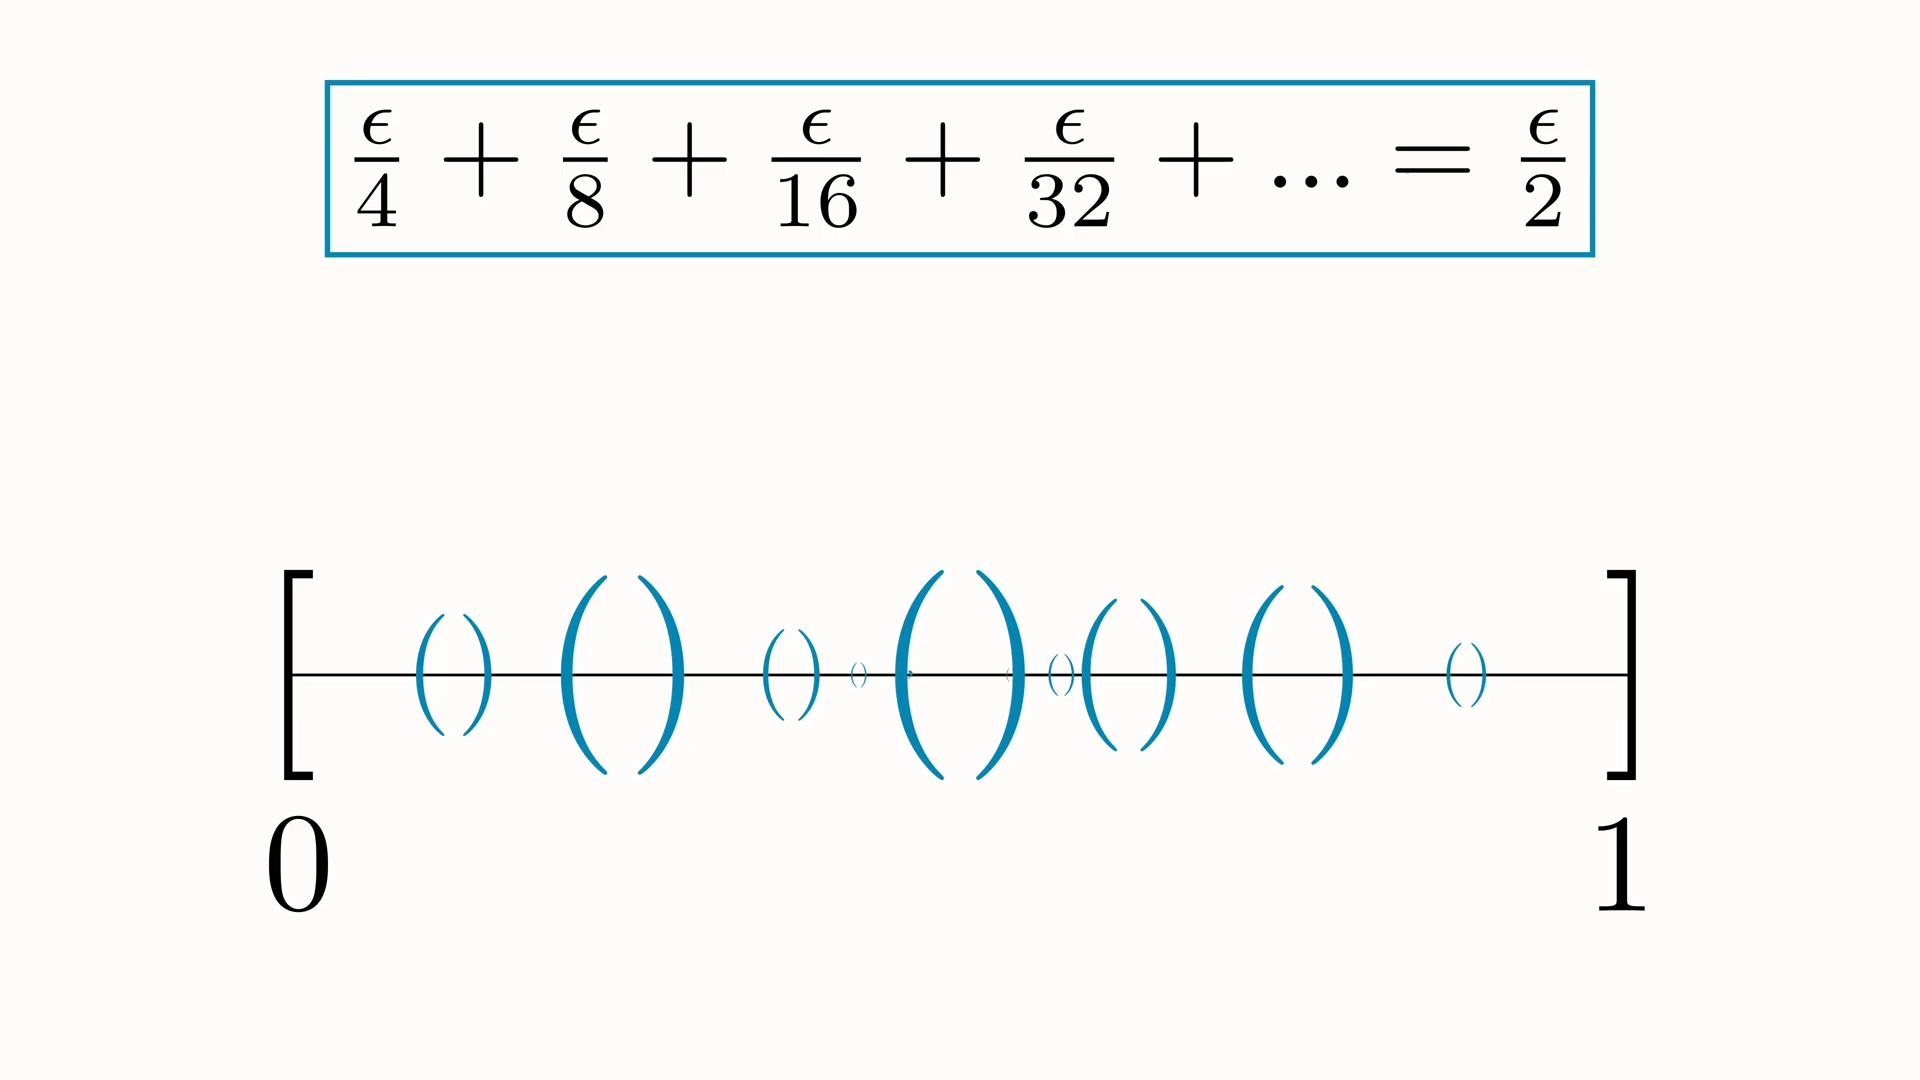 ϵ/4 + ϵ/8 + ϵ/16 + ϵ/32 + ... = ϵ/2
[ ( ) ( ) ( ) ( ) ( ) ( ) ( ) ( ) ( ) ]
0 1